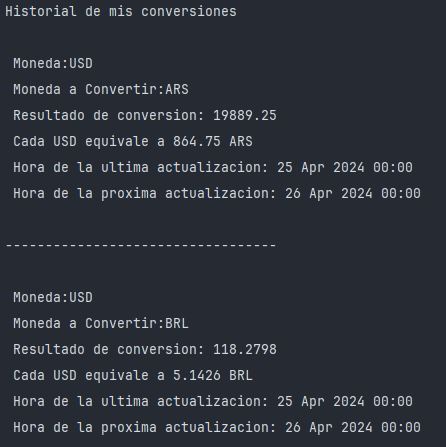 Historial de mis conversiones
Moneda:USD
Moneda a Convertir:ARS
Resultado de conversion: 19889.25
Cada USD equivale a 864.75 ARS
Hora de la ultima actualizacion: 25 Apr 2024 00:00
Hora de la proxima actualizacion: 26 Apr 2024 00:00
----------------------------------
Moneda:USD
Moneda a Convertir:BRL
Resultado de conversion: 118.2798
Cada USD equivale a 5.1426 BRL
Hora de la ultima actualizacion: 25 Apr 2024 00:00
Hora de la proxima actualizacion: 26 Apr 2024 00:00